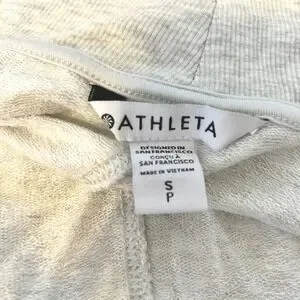 ATHLETA
DESIGNED IN
SAN FRANCISCO
CONÇU À
SAN FRANCISCO
MADE IN VIETNAM
S
P